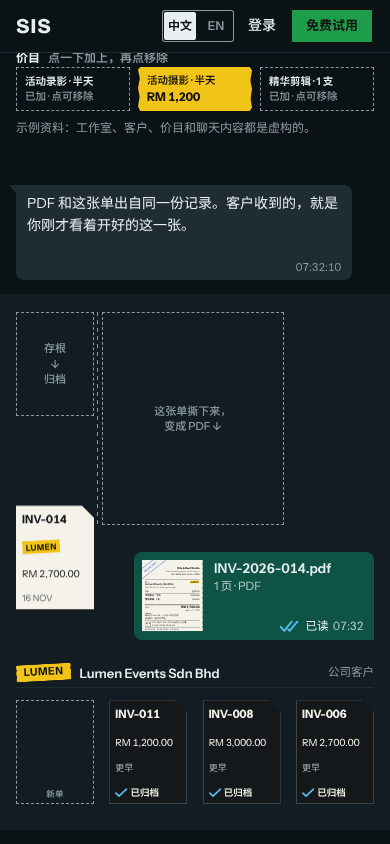 SIS
中文 EN
登录
免费试用
价目 点一下加上，再点移除
活动录影·半天
已加·点可移除
活动摄影·半天
RM 1,200
精华剪辑·1支
已加·点可移除
示例资料：工作室、客户、价目和聊天内容都是虚构的。
PDF 和这张单出自同一份记录。客户收到的，就是
你刚才看着开好的这一张。
07:32:10
存根
↓
归档
这张单撕下来，
变成 PDF ↓
INV-014
LUMEN
RM 2,700.00
16 NOV
INV-2026-014.pdf
1 页 · PDF
已读 07:32
LUMEN Lumen Events Sdn Bhd 公司客户
新单
INV-011
RM 1,200.00
更早
已归档
INV-008
RM 3,000.00
更早
已归档
INV-006
RM 2,700.00
更早
已归档